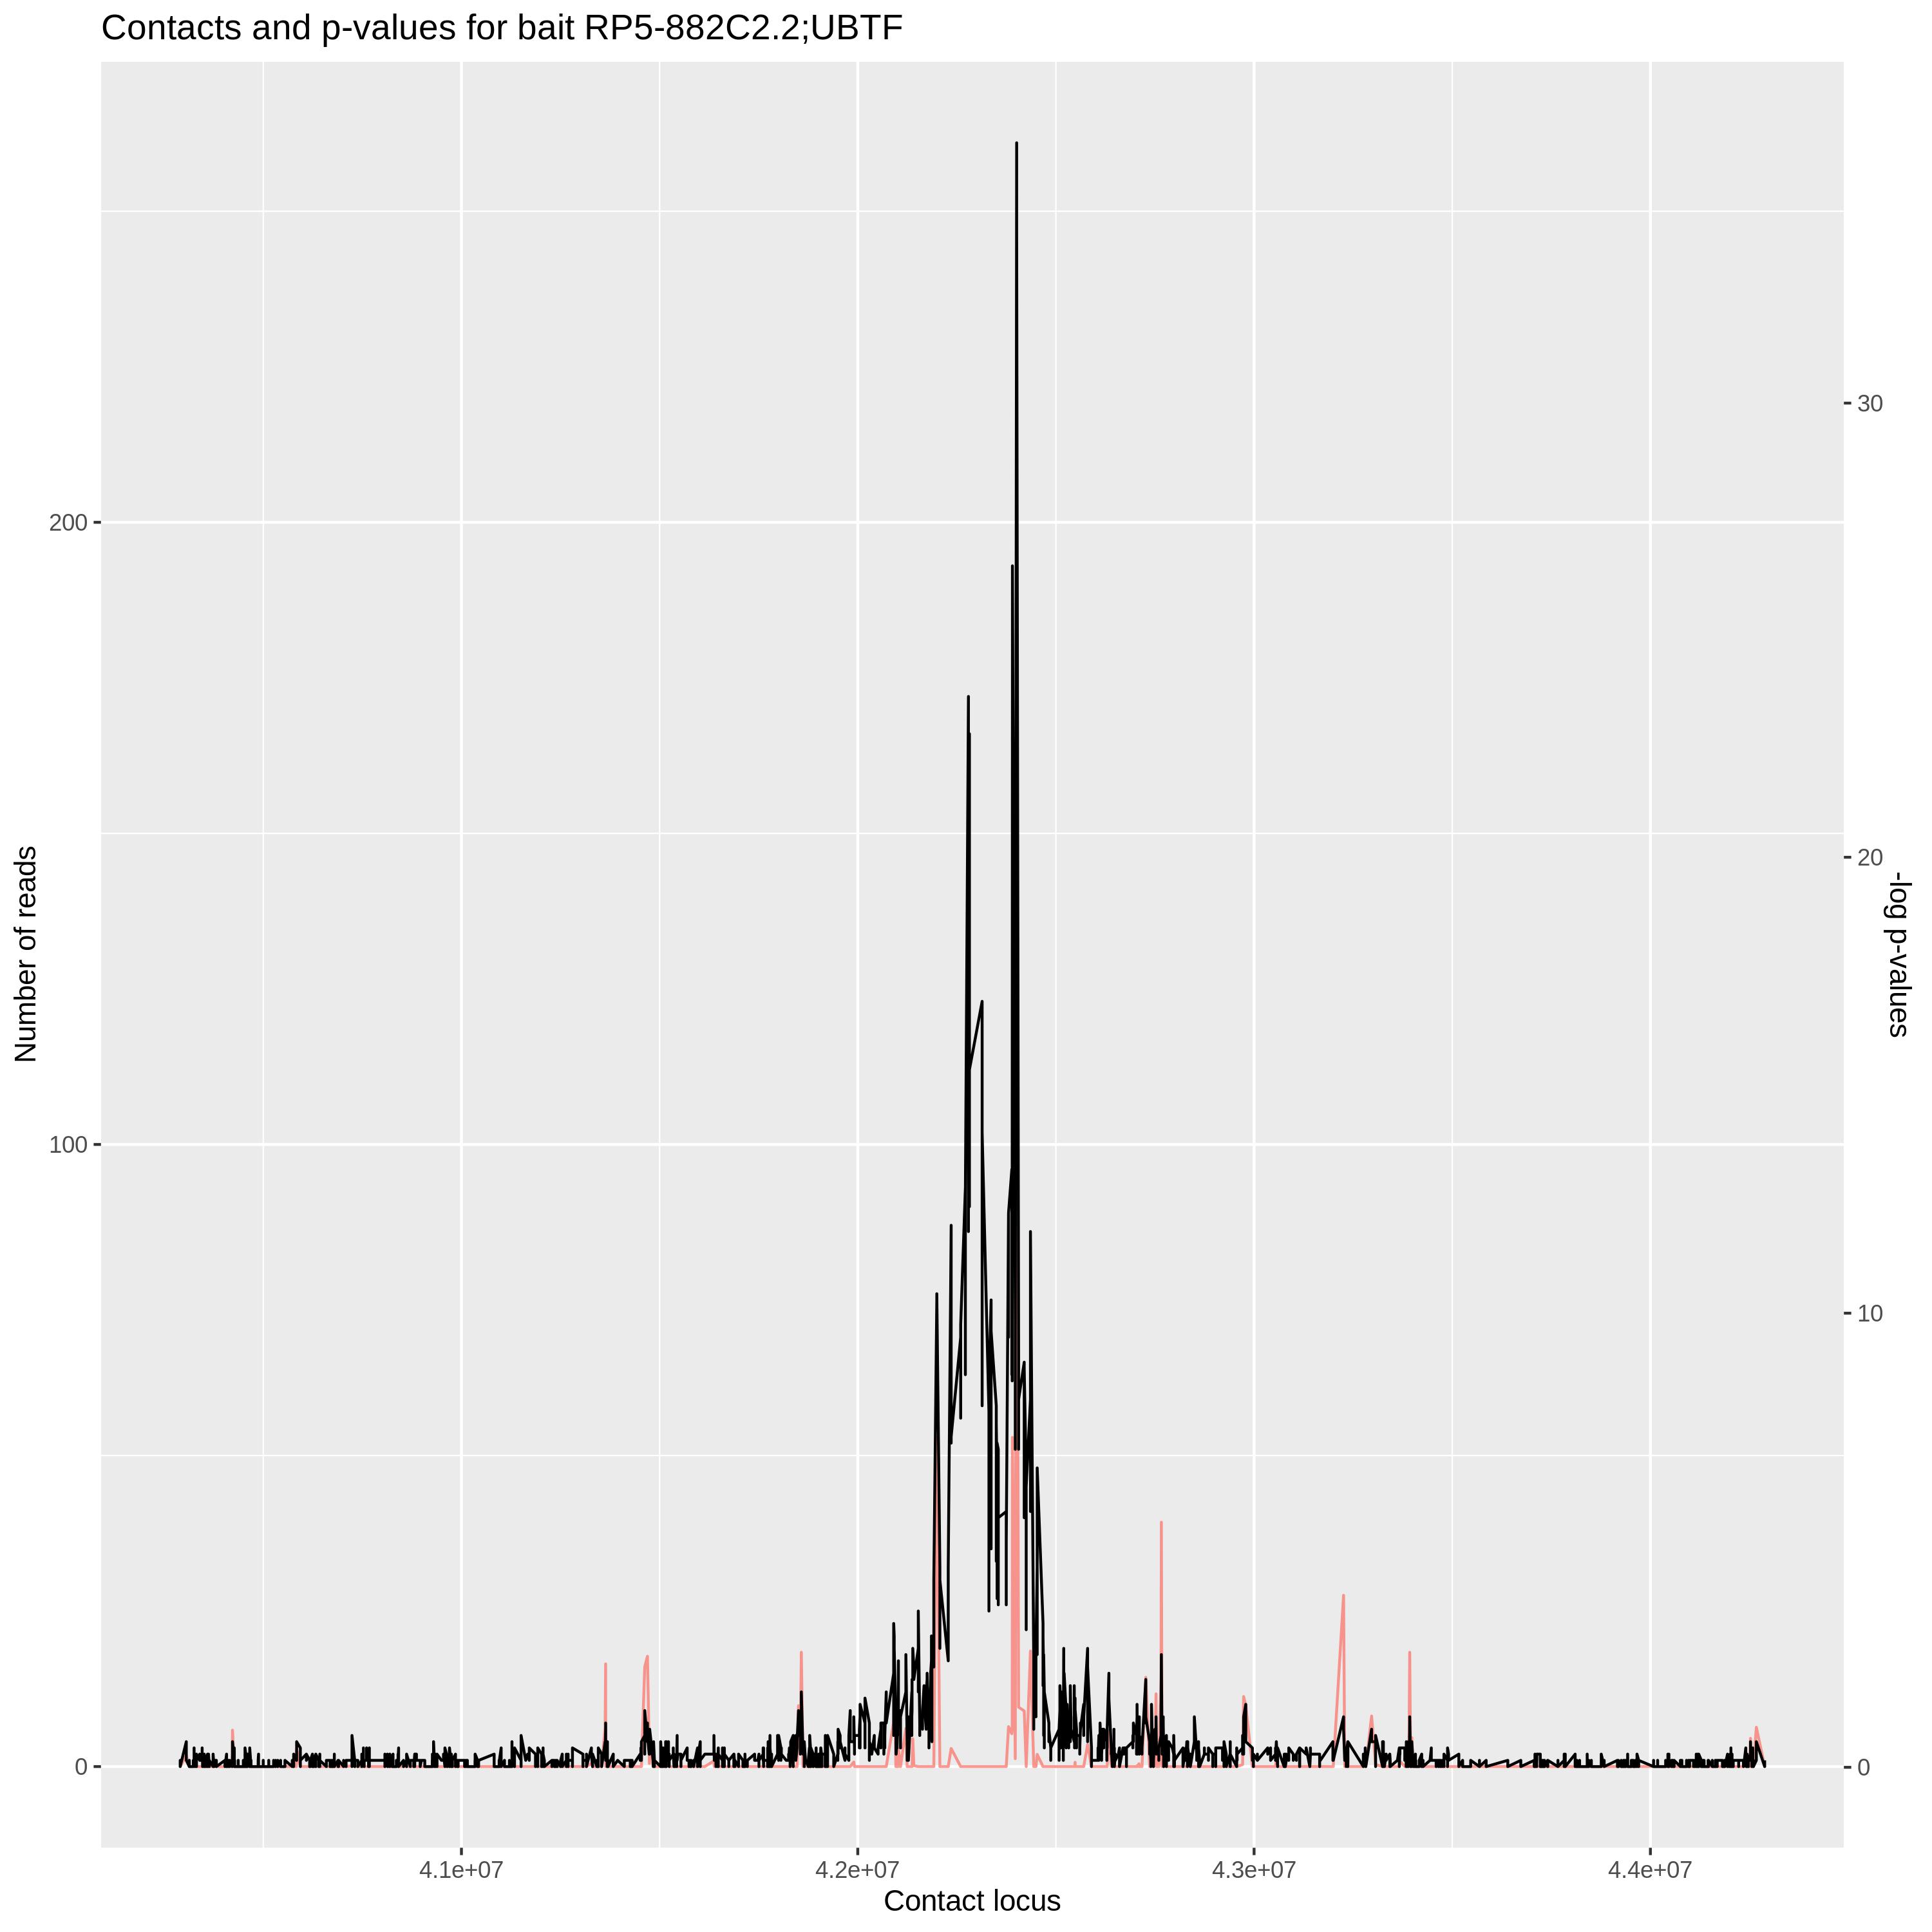 Contacts and p-values for bait RP5-882C2.2;UBTF
Number of reads
200
100
0
30
20
10
0
-log p-values
4.1e+07
4.2e+07
4.3e+07
4.4e+07
Contact locus